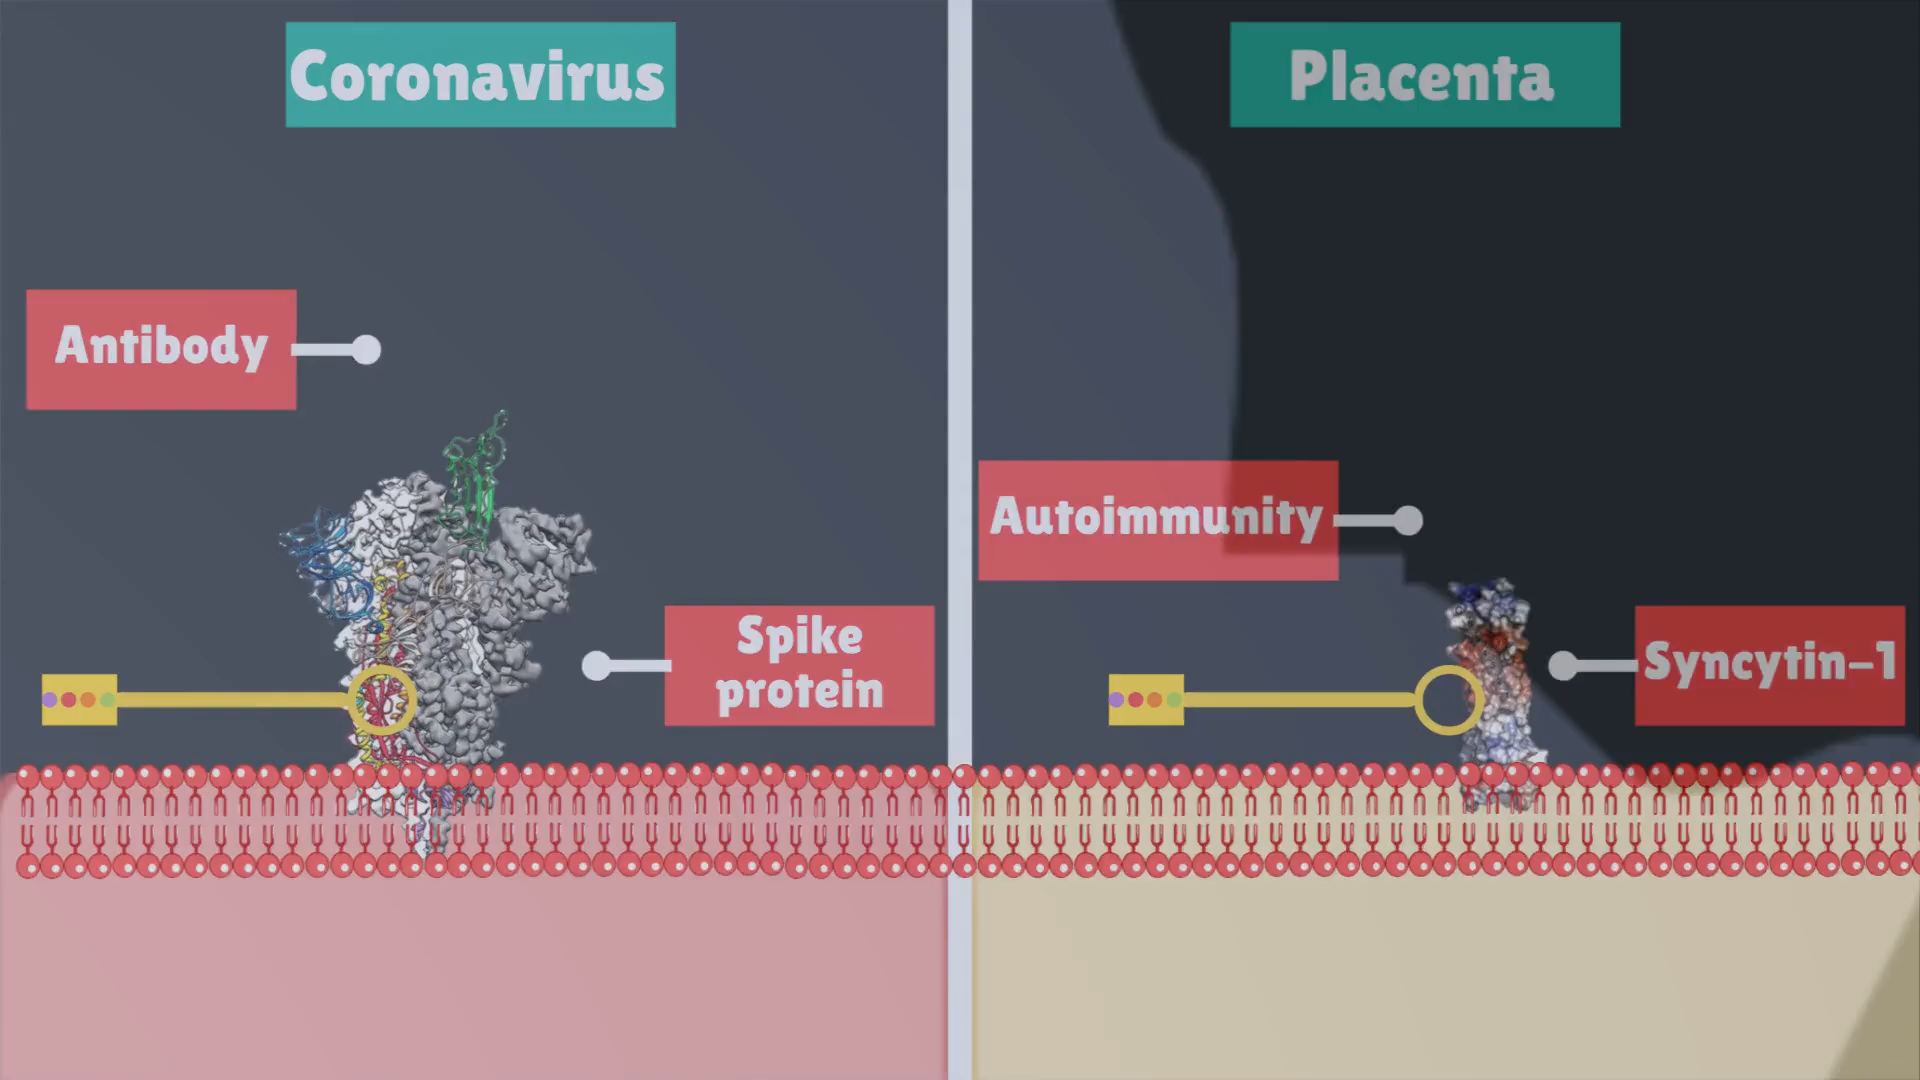 Coronavirus
Placenta
Antibody
Autoimmunity
Spike
protein
Syncytin-1